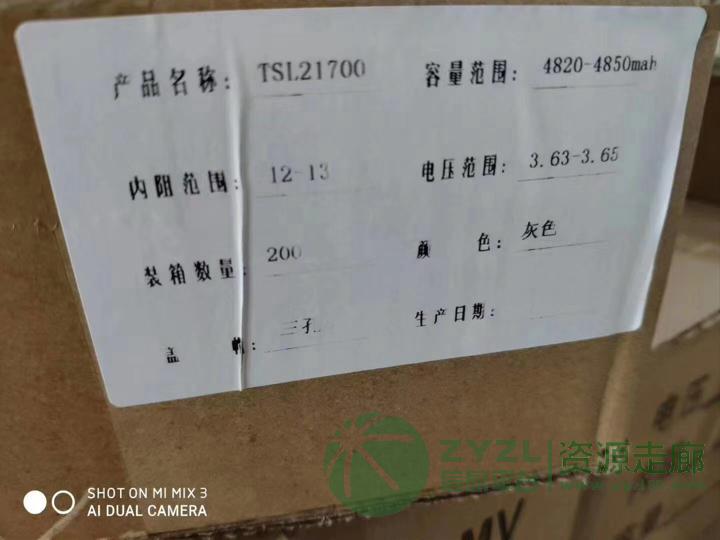 产品名称: TSL21700 容量范围: 4820-4850mah
内阻范围: 12-13 电压范围: 3.63-3.65
装箱数量: 200 颜 色: 灰色
盖 帽: 三孔 生产日期:
ZYZL 资源走廊
SHOT ON MI MIX 3
AI DUAL CAMERA